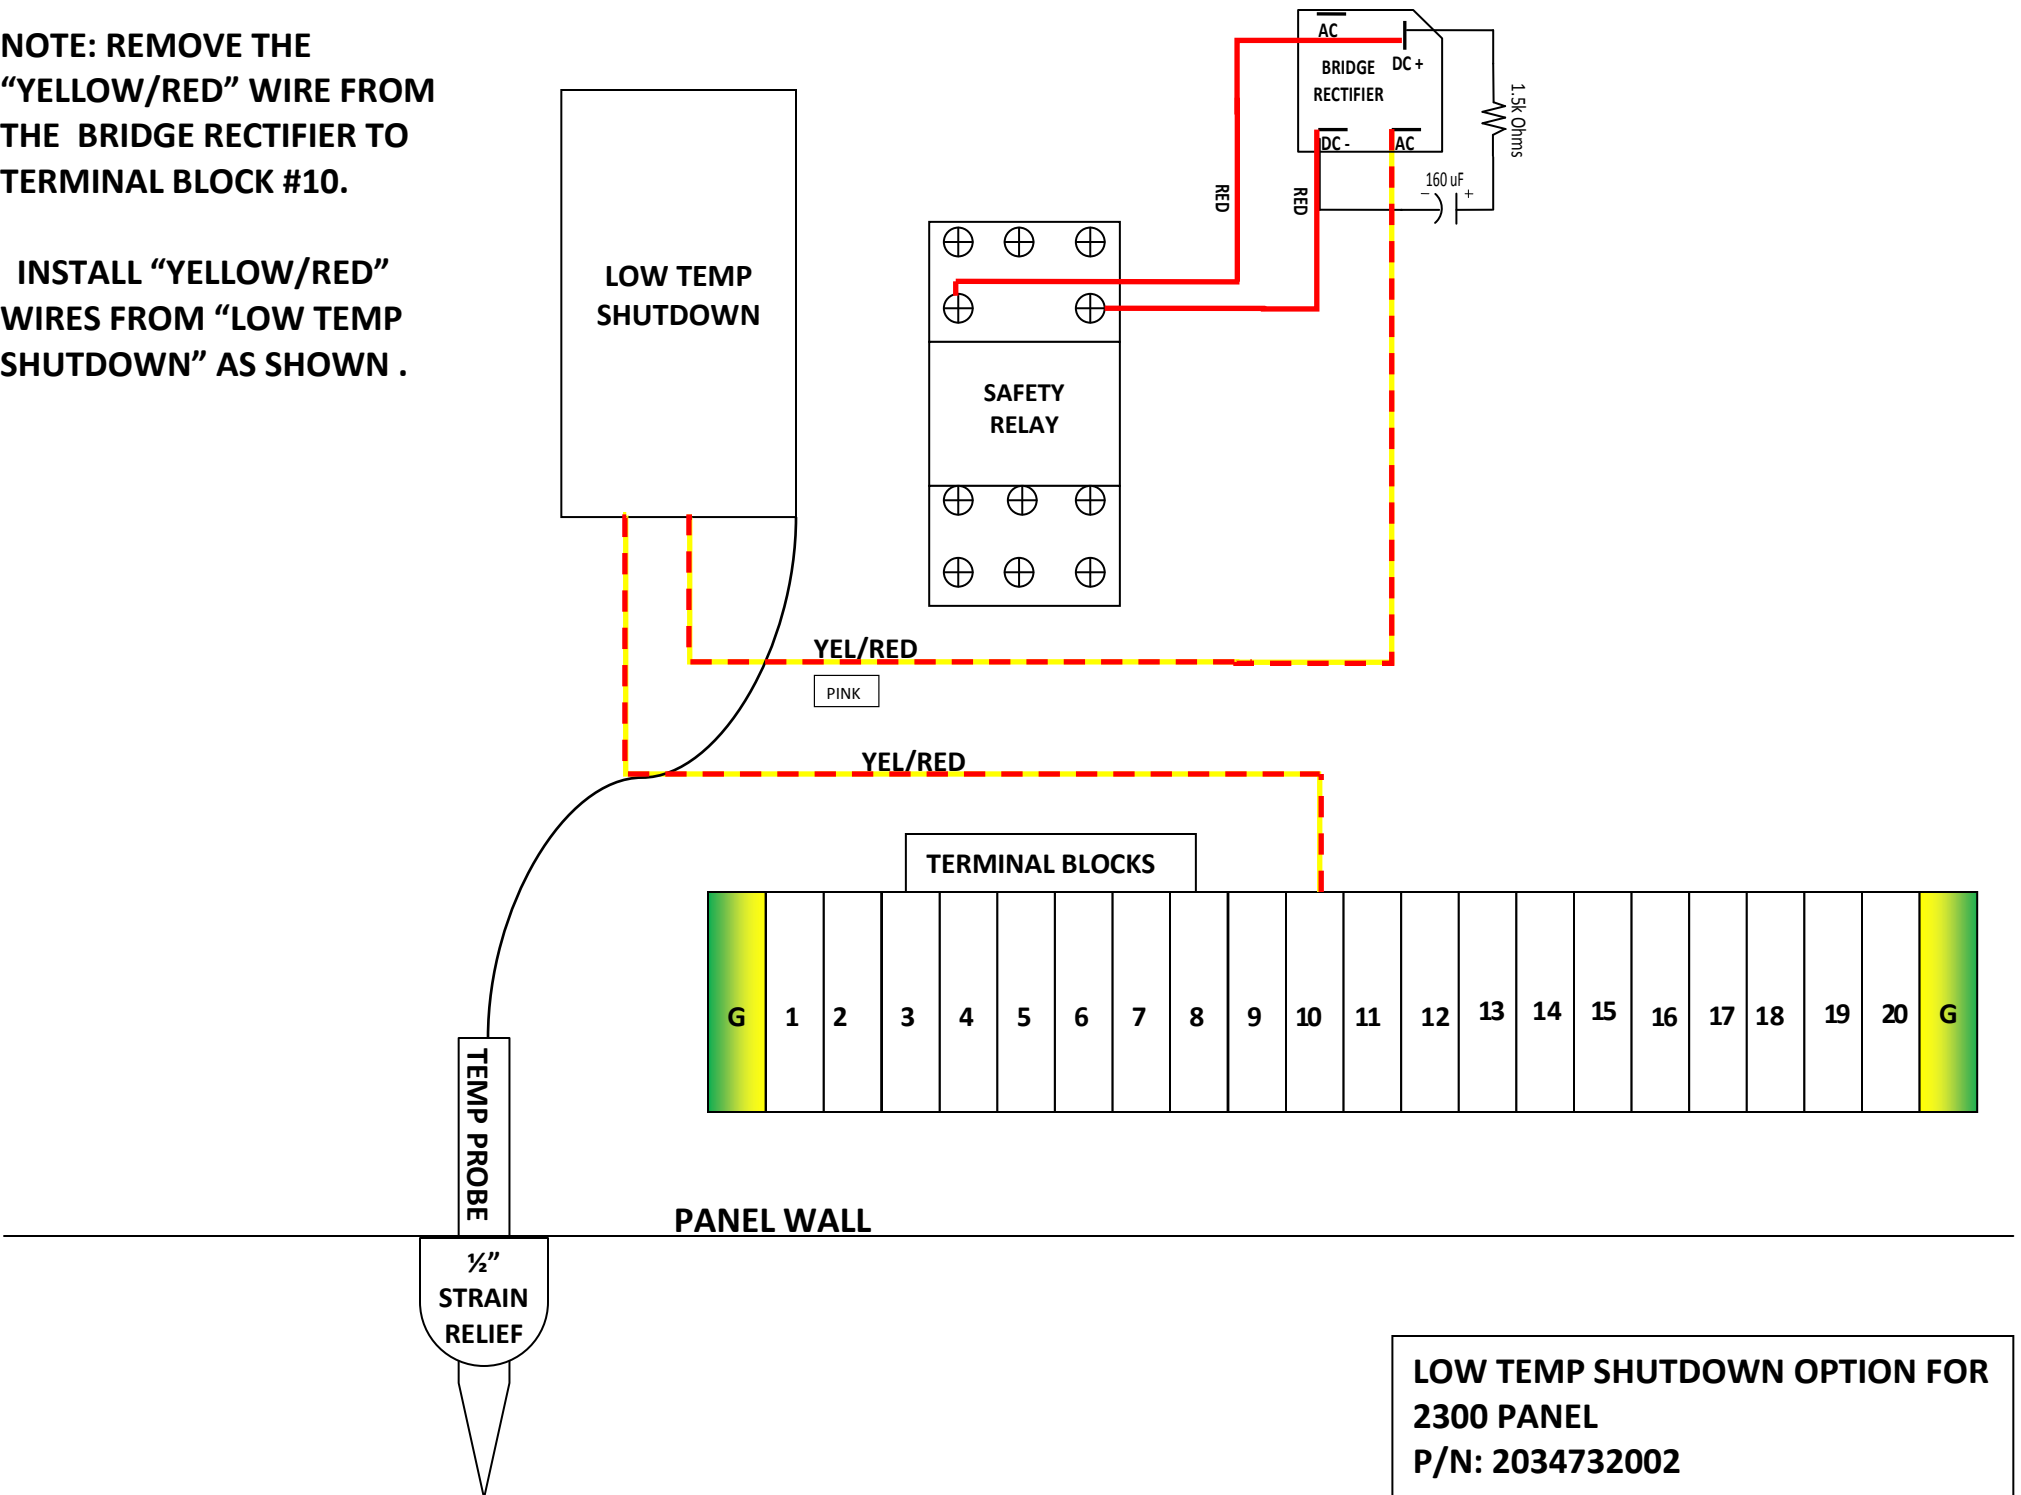 NOTE: REMOVE THE
“YELLOW/RED” WIRE FROM
THE BRIDGE RECTIFIER TO
TERMINAL BLOCK #10.
INSTALL “YELLOW/RED”
WIRES FROM “LOW TEMP
SHUTDOWN” AS SHOWN .
LOW TEMP
SHUTDOWN
AC
DC +
BRIDGE
RECTIFIER
DC -
AC
1.5k Ohms
160 uF
− +
RED
RED
SAFETY
RELAY
YEL/RED
PINK
YEL/RED
TERMINAL BLOCKS
G 1 2 3 4 5 6 7 8 9 10 11 12 13 14 15 16 17 18 19 20 G
TEMP PROBE
PANEL WALL
½”
STRAIN
RELIEF
LOW TEMP SHUTDOWN OPTION FOR
2300 PANEL
P/N: 2034732002